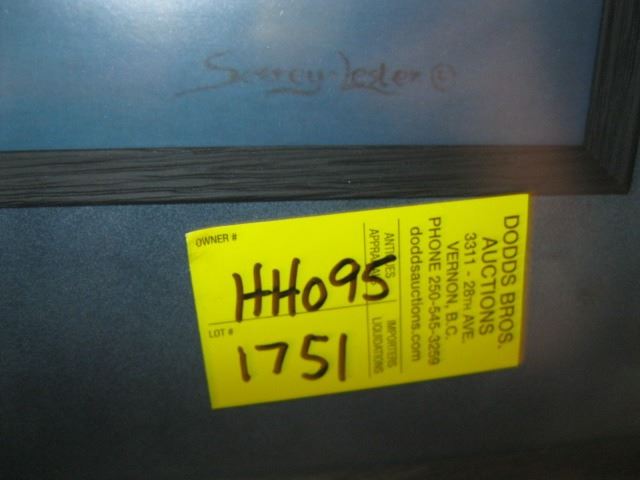 Seerey-Lester ©
OWNER #
HH095
LOT #
1751
ANTIQUES IMPORTERS
APPRAISALS LIQUIDATIONS
doddsauctions.com
PHONE 250-545-3259
VERNON, B.C.
3311 - 28TH AVE.
AUCTIONS
DODDS BROS.